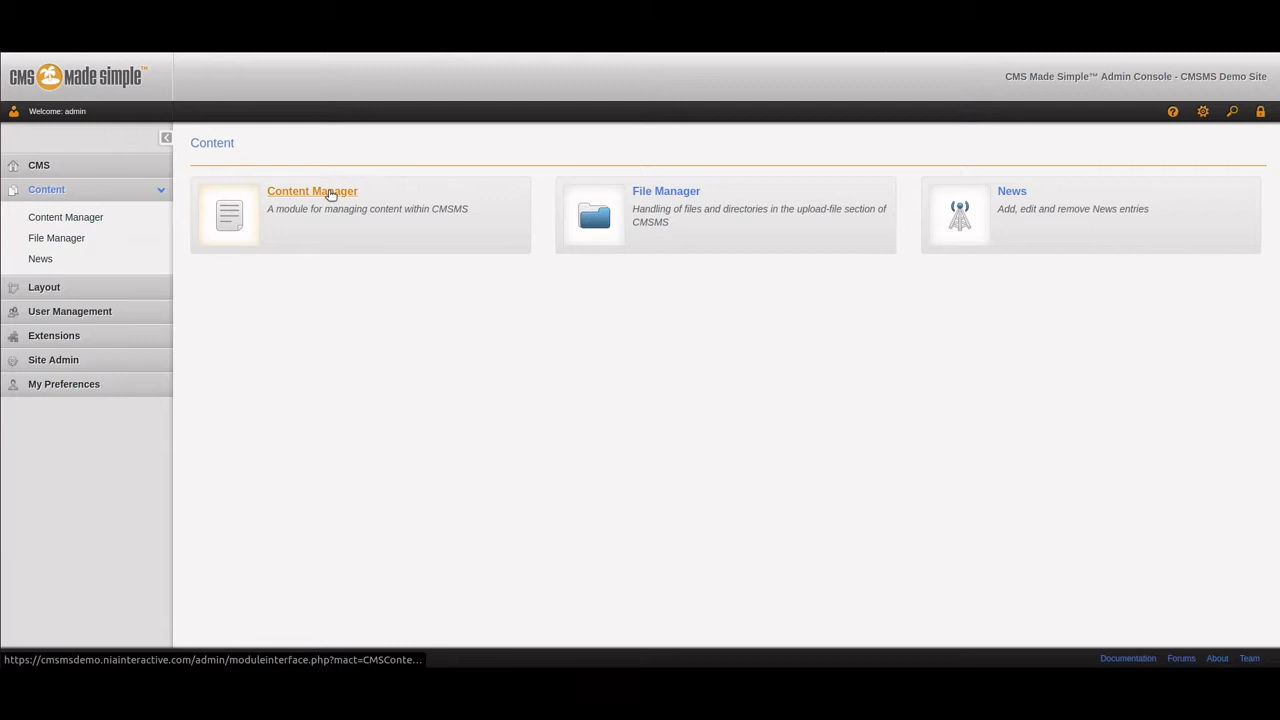 CMS Made Simple™
CMS Made Simple™ Admin Console - CMSMS Demo Site
Welcome: admin
CMS
Content
Content Manager
File Manager
News
Layout
User Management
Extensions
Site Admin
My Preferences
Content
Content Manager
A module for managing content within CMSMS
File Manager
Handling of files and directories in the upload-file section of
CMSMS
News
Add, edit and remove News entries
https://cmsmsdemo.niainteractive.com/admin/moduleinterface.php?mact=CMSConte...
Documentation Forums About Team